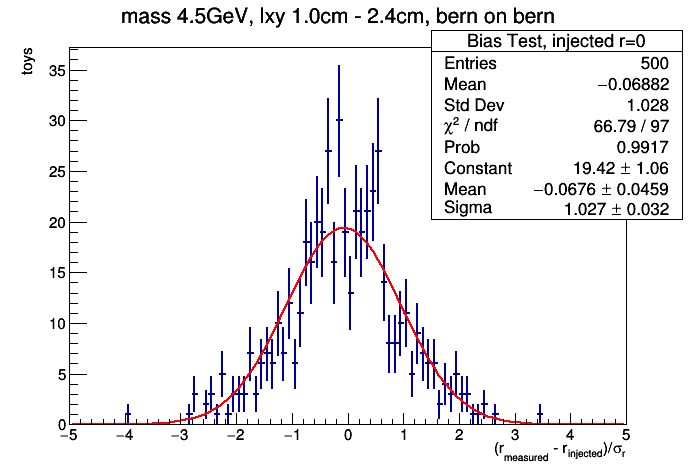 mass 4.5GeV, lxy 1.0cm - 2.4cm, bern on bern
Bias Test, injected r=0
Entries 500
Mean −0.06882
Std Dev 1.028
χ² / ndf 66.79 / 97
Prob 0.9917
Constant 19.42 ± 1.06
Mean −0.0676 ± 0.0459
Sigma 1.027 ± 0.032
toys
35
30
25
20
15
10
5
0
−5 −4 −3 −2 −1 0 1 2 3 4 5
(r_measured - r_injected)/σ_r